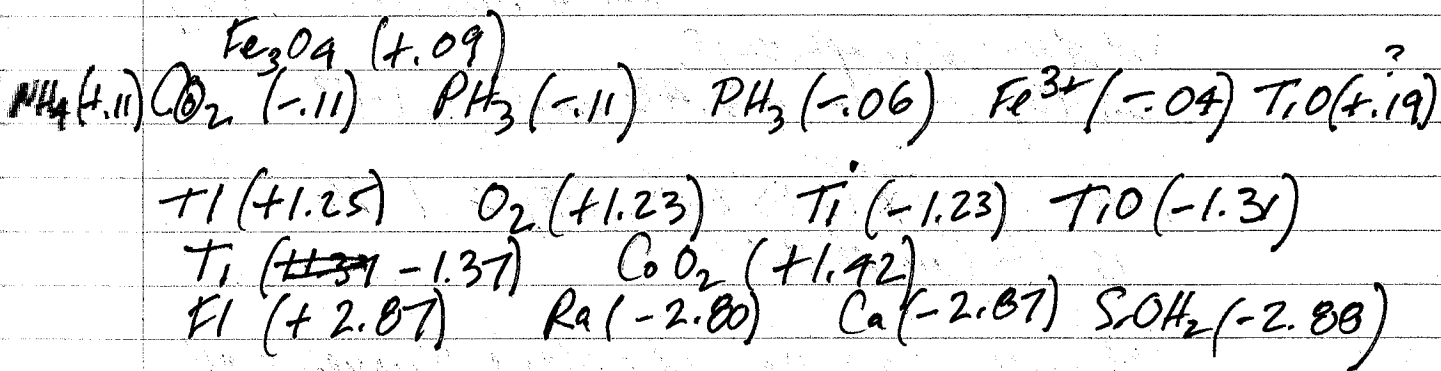 Fe3O4 (+.09)
NH4 (+.11) CO2 (-.11) PH3 (-.11) PH3 (-.06) Fe3+ (-.04) TiO (+.19) ?
Tl (+1.25) O2 (+1.23) Ti (-1.23) TiO (-1.31)
Ti (-1.37) CoO2 (+1.42)
Fl (+2.87) Ra (-2.80) Ca (-2.87) SrOH2 (-2.88)